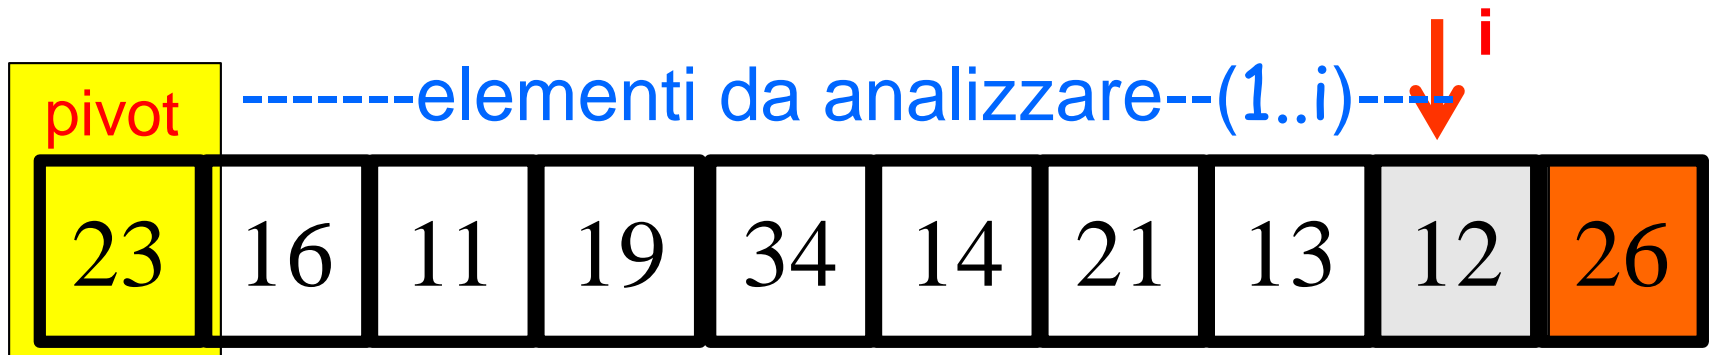 i
pivot -------elementi da analizzare--(1..i)----
23 16 11 19 34 14 21 13 12 26